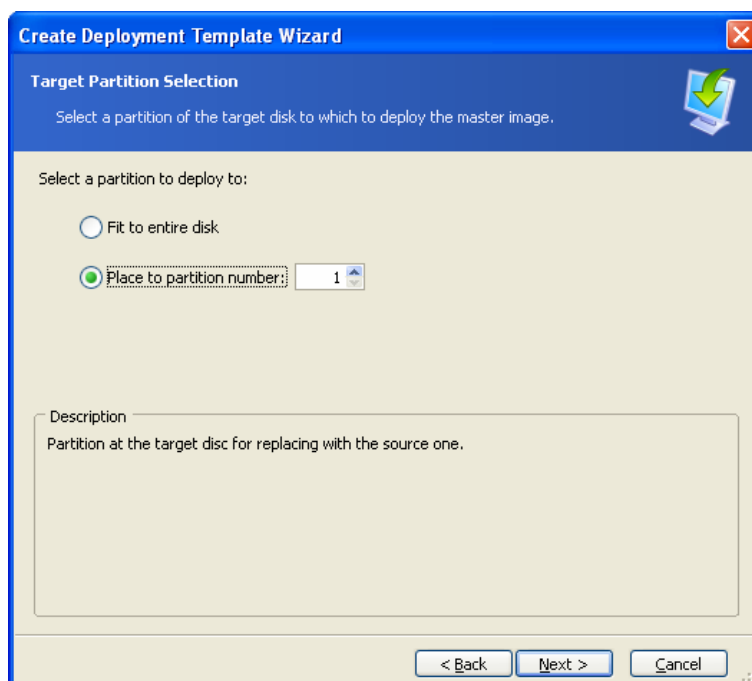 Create Deployment Template Wizard
Target Partition Selection
Select a partition of the target disk to which to deploy the master image.
Select a partition to deploy to:
Fit to entire disk
Place to partition number: 1
Description
Partition at the target disc for replacing with the source one.
< Back Next > Cancel